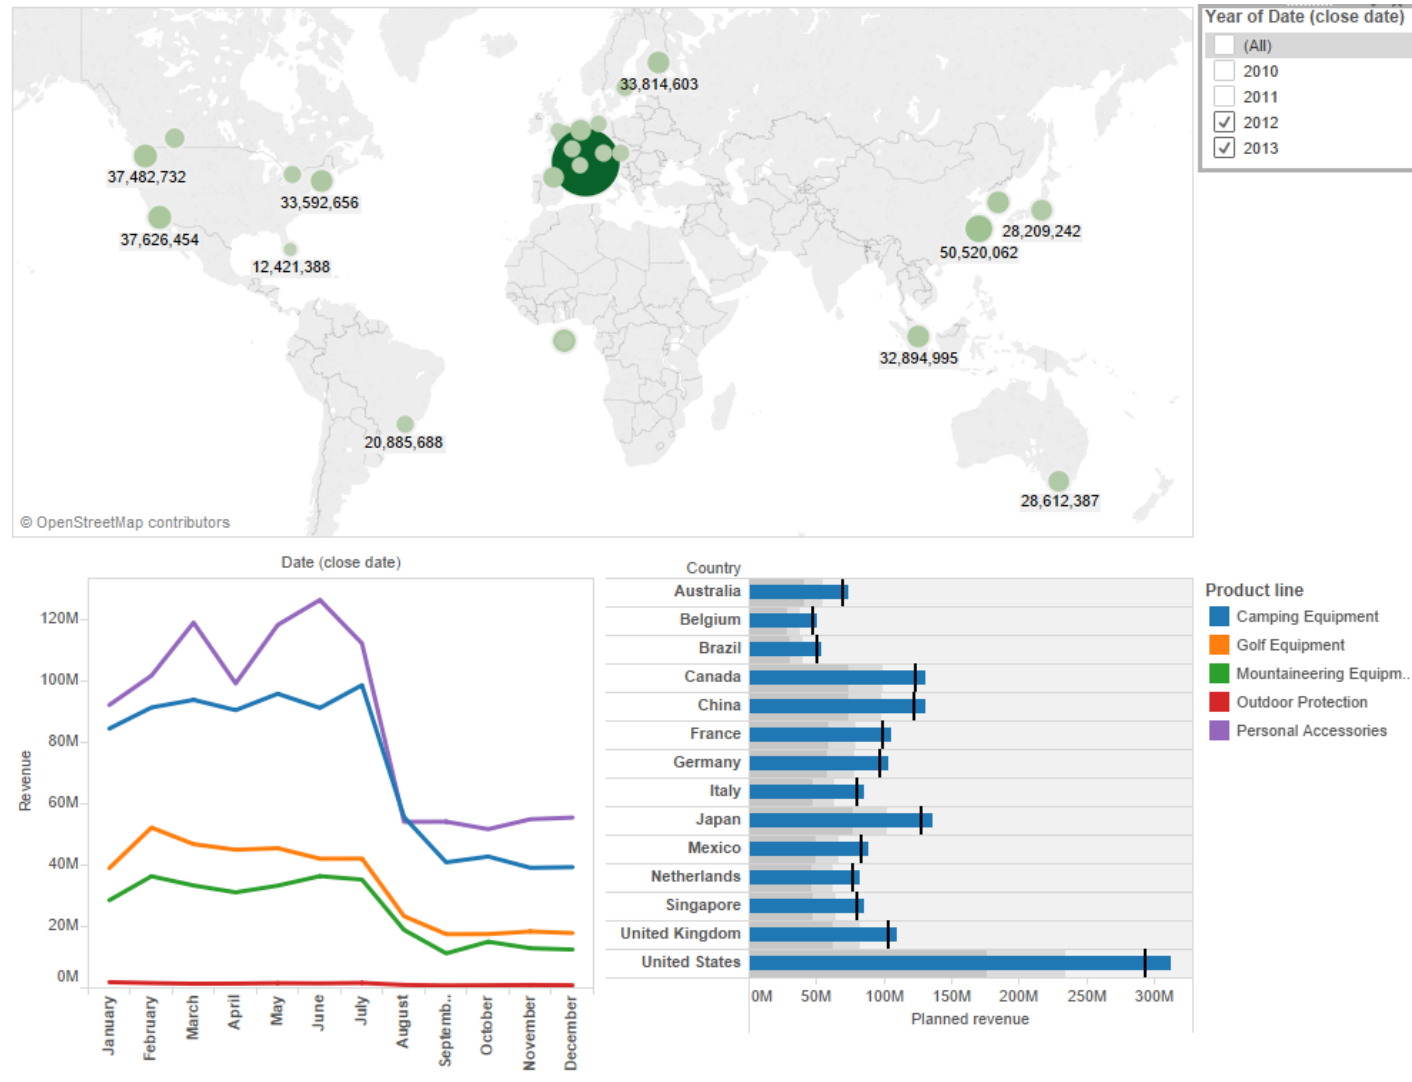 Year of Date (close date)
(All)
2010
2011
2012
2013
33,814,603
37,482,732
33,592,656
37,626,454
12,421,388
28,209,242
50,520,062
32,894,995
20,885,688
28,612,387
© OpenStreetMap contributors
Date (close date)
Revenue
120M
100M
80M
60M
40M
20M
0M
January
February
March
April
May
June
July
August
Septemb..
October
November
December
Country
Australia
Belgium
Brazil
Canada
China
France
Germany
Italy
Japan
Mexico
Netherlands
Singapore
United Kingdom
United States
0M
50M
100M
150M
200M
250M
300M
Planned revenue
Product line
Camping Equipment
Golf Equipment
Mountaineering Equipm..
Outdoor Protection
Personal Accessories